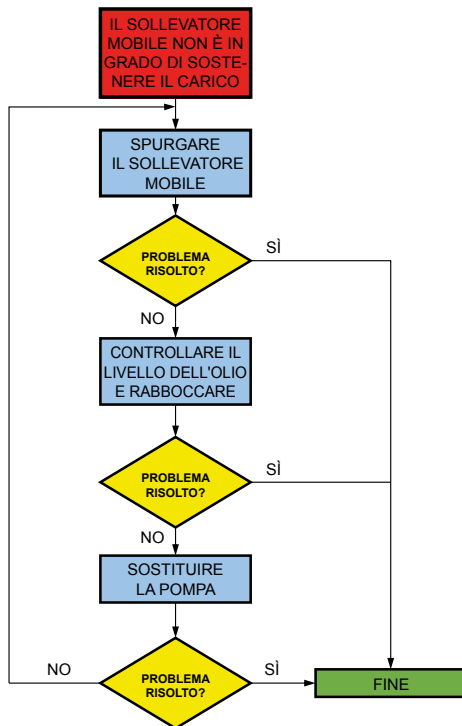 IL SOLLEVATORE
MOBILE NON È IN
GRADO DI SOSTE-
NERE IL CARICO
SPURGARE
IL SOLLEVATORE
MOBILE
PROBLEMA
RISOLTO?
SÌ
NO
CONTROLLARE IL
LIVELLO DELL'OLIO
E RABBOCCARE
PROBLEMA
RISOLTO?
SÌ
NO
SOSTITUIRE
LA POMPA
NO
PROBLEMA
RISOLTO?
SÌ
FINE